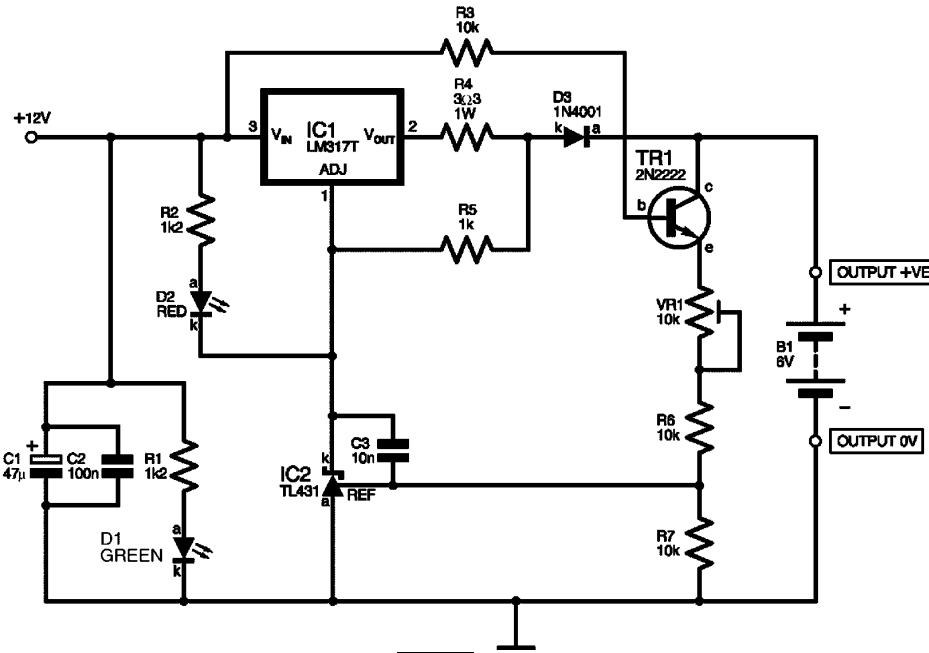 R3
10k
R4
3Ω3
1W
D3
1N4001
k
a
+12V
3
VIN
IC1
LM317T
VOUT
2
ADJ
1
TR1
2N2222
c
b
e
R2
1k2
R5
1k
a
D2
RED
k
OUTPUT +VE
VR1
10k
+
B1
6V
−
R6
10k
OUTPUT 0V
C1
47µ
+
C2
100n
R1
1k2
C3
10n
k
IC2
TL431
a
REF
R7
10k
D1
GREEN
a
k